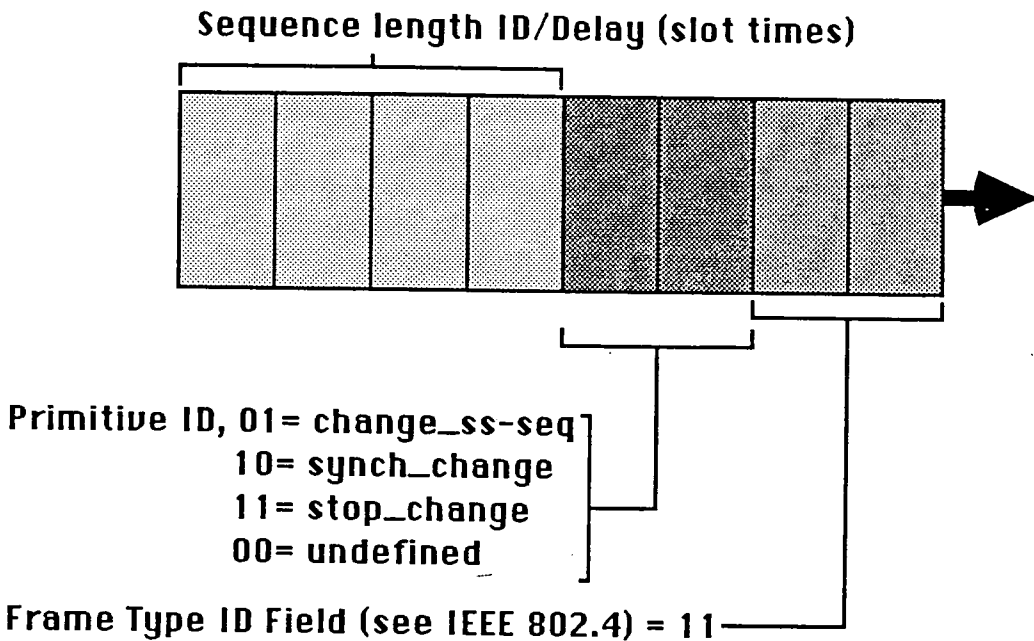 Sequence length ID/Delay (slot times)
Primitive ID, 01= change_ss-seq
10= synch_change
11= stop_change
00= undefined
Frame Type ID Field (see IEEE 802.4) = 11